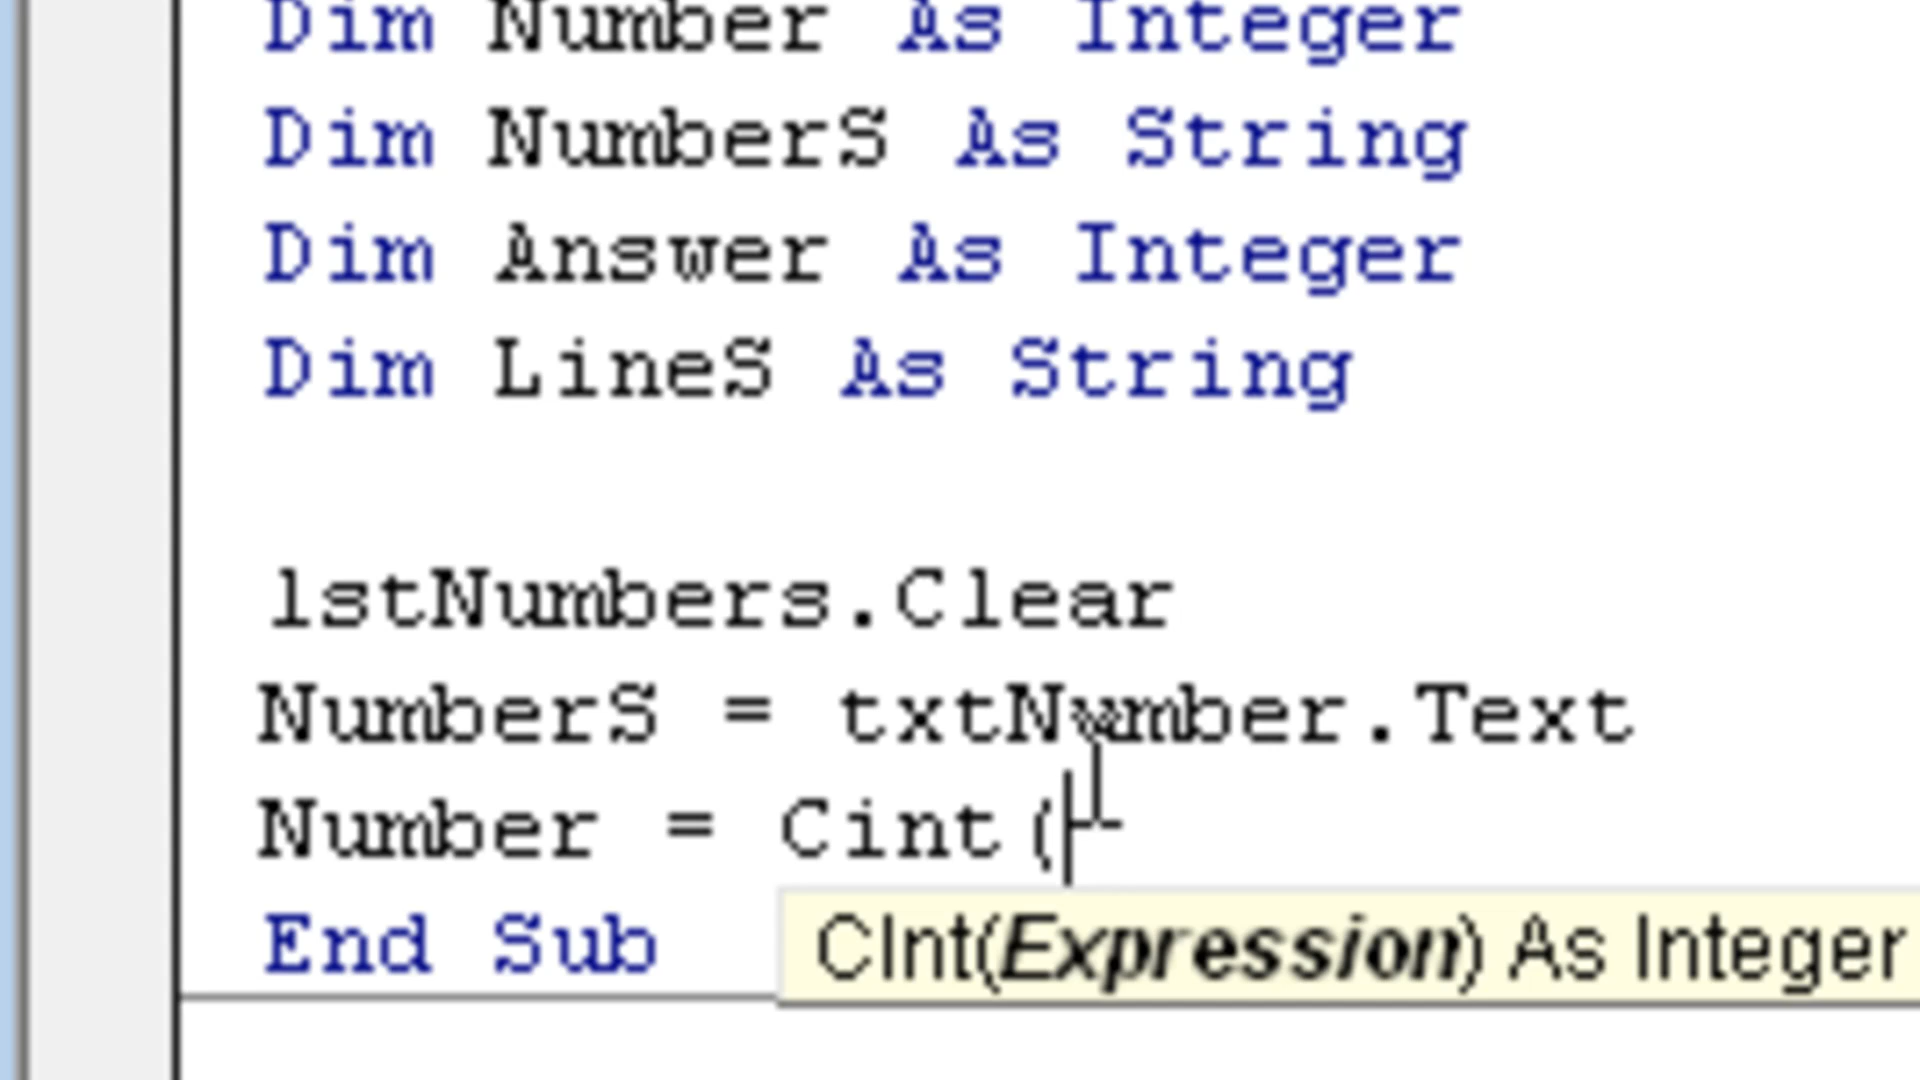 Dim Number As Integer
Dim NumberS As String
Dim Answer As Integer
Dim LineS As String
lstNumbers.Clear
NumberS = txtNumber.Text
Number = Cint(
End Sub
CInt(Expression) As Integer